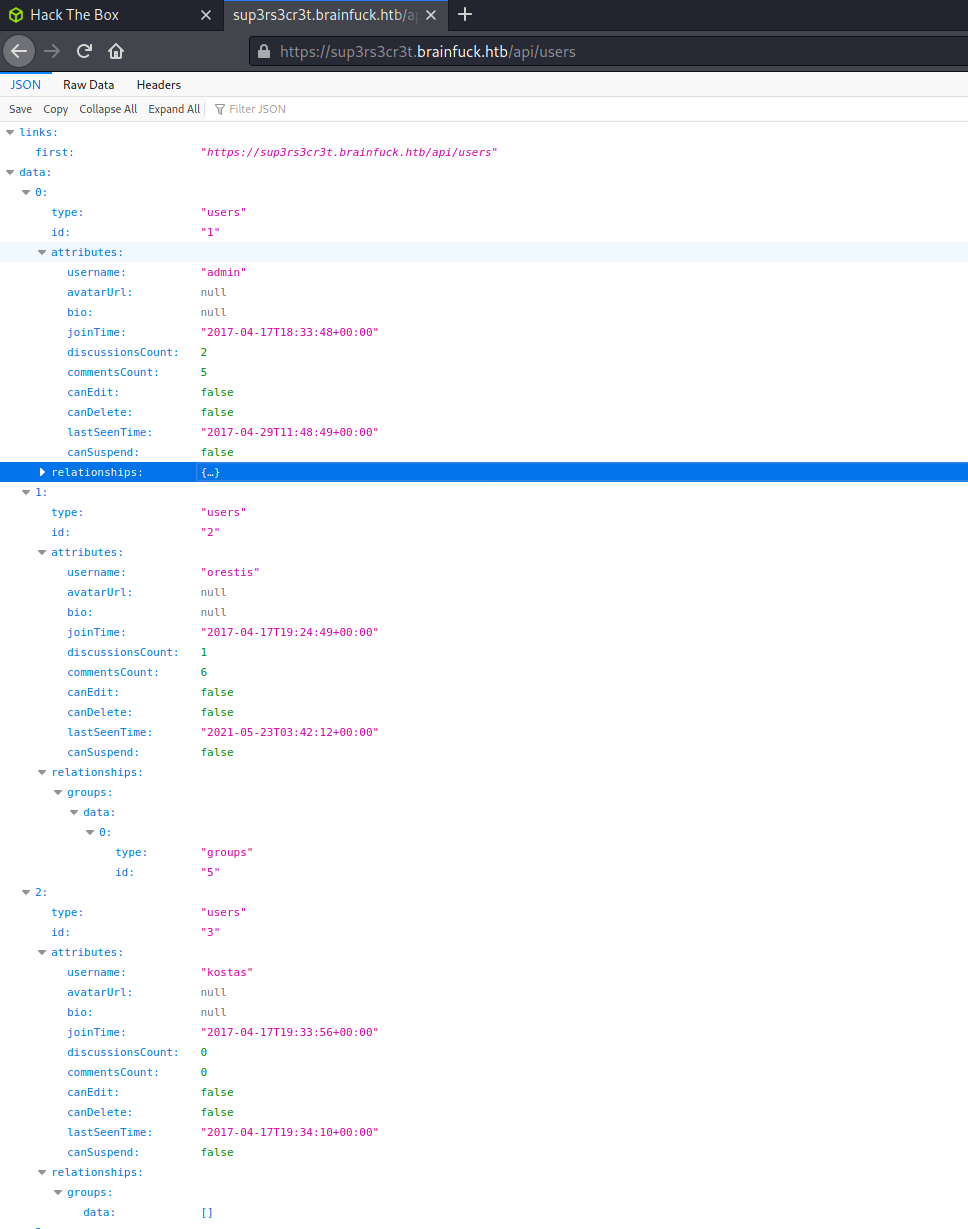 Hack The Box
sup3rs3cr3t.brainfuck.htb/ap
https://sup3rs3cr3t.brainfuck.htb/api/users
JSON Raw Data Headers
Save Copy Collapse All Expand All Filter JSON
links:
first: "https://sup3rs3cr3t.brainfuck.htb/api/users"
data:
0:
type: "users"
id: "1"
attributes:
username: "admin"
avatarUrl: null
bio: null
joinTime: "2017-04-17T18:33:48+00:00"
discussionsCount: 2
commentsCount: 5
canEdit: false
canDelete: false
lastSeenTime: "2017-04-29T11:48:49+00:00"
canSuspend: false
relationships: {…}
1:
type: "users"
id: "2"
attributes:
username: "orestis"
avatarUrl: null
bio: null
joinTime: "2017-04-17T19:24:49+00:00"
discussionsCount: 1
commentsCount: 6
canEdit: false
canDelete: false
lastSeenTime: "2021-05-23T03:42:12+00:00"
canSuspend: false
relationships:
groups:
data:
0:
type: "groups"
id: "5"
2:
type: "users"
id: "3"
attributes:
username: "kostas"
avatarUrl: null
bio: null
joinTime: "2017-04-17T19:33:56+00:00"
discussionsCount: 0
commentsCount: 0
canEdit: false
canDelete: false
lastSeenTime: "2017-04-17T19:34:10+00:00"
canSuspend: false
relationships:
groups:
data: []